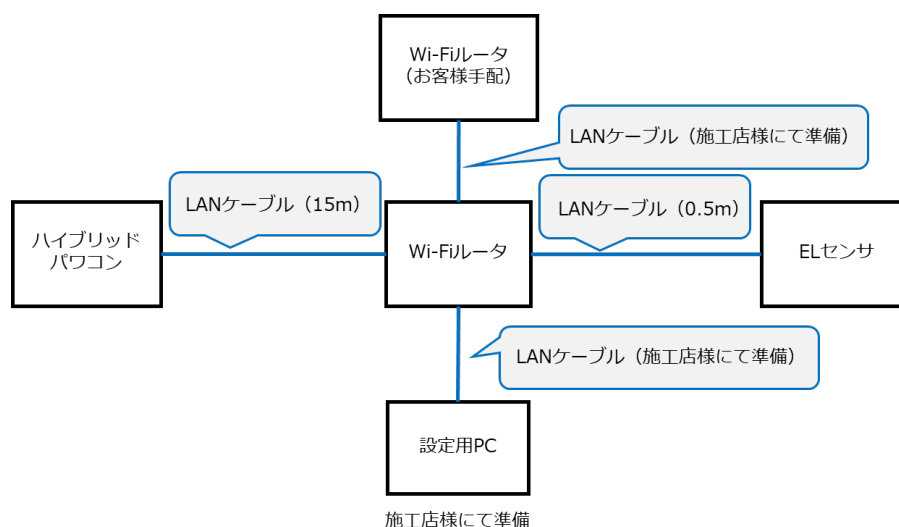 Wi-Fiルータ
（お客様手配）
LANケーブル（施工店様にて準備）
LANケーブル（15m）
LANケーブル（0.5m）
ハイブリッド
パワコン
Wi-Fiルータ
ELセンサ
LANケーブル（施工店様にて準備）
設定用PC
施工店様にて準備